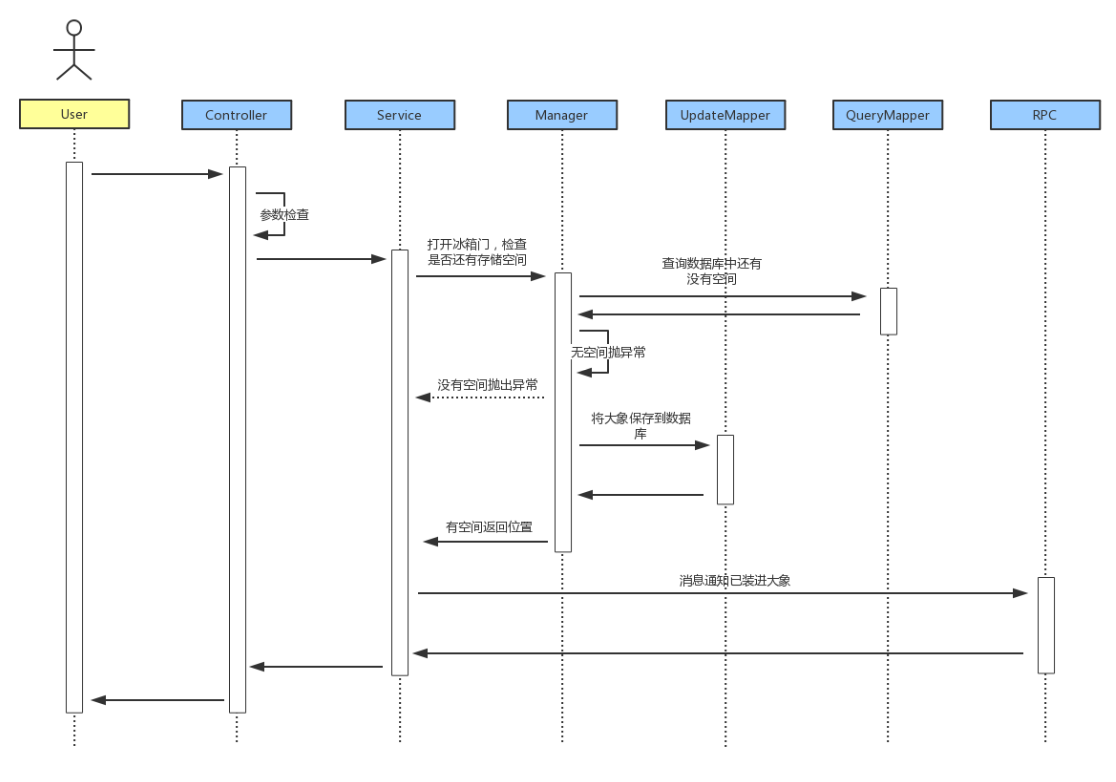 User
Controller
Service
Manager
UpdateMapper
QueryMapper
RPC
参数检查
打开冰箱门，检查
是否还有存储空间
查询数据库中还有
没有空间
无空间抛异常
没有空间抛出异常
将大象保存到数据
库
有空间返回位置
消息通知已装进大象